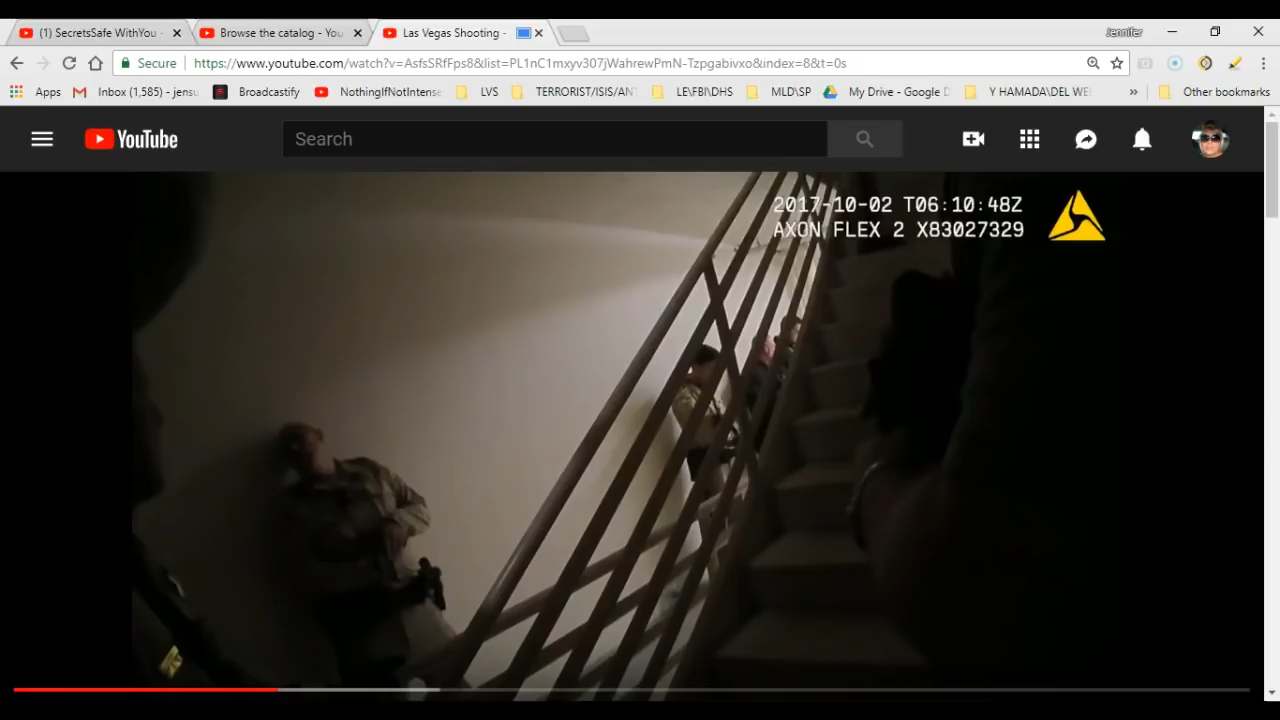 (1) SecretsSafe WithYou - Browse the catalog - You Las Vegas Shooting -
Jennifer
Secure https://www.youtube.com/watch?v=AsfsSRfFps8&list=PL1nC1mxyv307jWahrewPmN-Tzpgabivxo&index=8&t=0s
Apps Inbox (1,585) - jensu Broadcastify NothingIfNotIntense LVS TERRORIST/ISIS/ANT LE\FBI\DHS MLD\SP My Drive - Google D Y HAMADA\DEL WEB » Other bookmarks
YouTube Search
2017-10-02 T06:10:48Z
AXON FLEX 2 X83027329